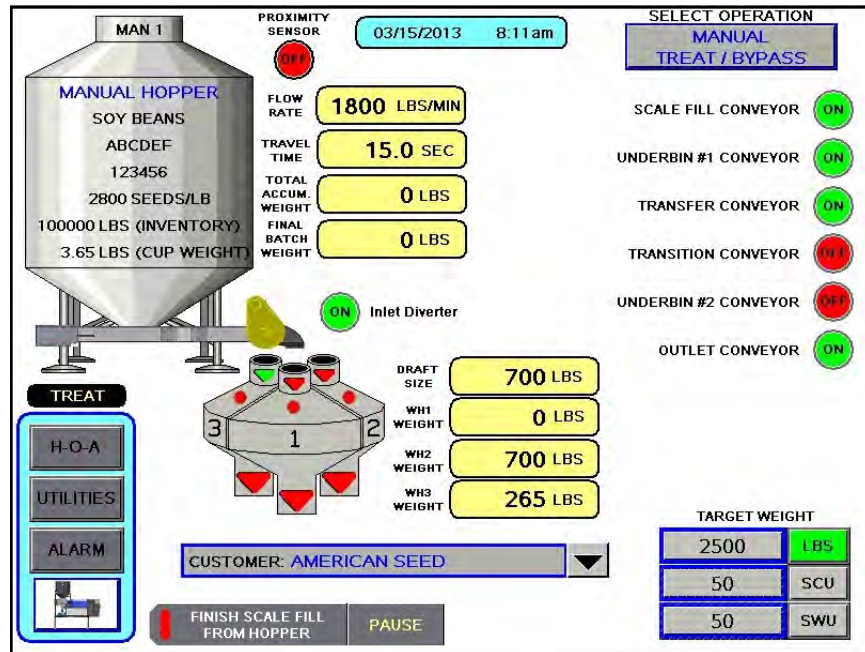 MAN 1
MANUAL HOPPER
SOY BEANS
ABCDEF
123456
2800 SEEDS/LB
100000 LBS (INVENTORY)
3.65 LBS (CUP WEIGHT)
PROXIMITY
SENSOR
OFF
03/15/2013 8:11am
FLOW
RATE
1800 LBS/MIN
TRAVEL
TIME
15.0 SEC
TOTAL
ACCUM.
WEIGHT
0 LBS
FINAL
BATCH
WEIGHT
0 LBS
ON Inlet Diverter
SELECT OPERATION
MANUAL
TREAT / BYPASS
SCALE FILL CONVEYOR ON
UNDERBIN #1 CONVEYOR ON
TRANSFER CONVEYOR ON
TRANSITION CONVEYOR OFF
UNDERBIN #2 CONVEYOR OFF
OUTLET CONVEYOR ON
TREAT
H-O-A
UTILITIES
ALARM
3 1 2
DRAFT
SIZE
700 LBS
WH1
WEIGHT
0 LBS
WH2
WEIGHT
700 LBS
WH3
WEIGHT
265 LBS
CUSTOMER: AMERICAN SEED
FINISH SCALE FILL
FROM HOPPER
PAUSE
TARGET WEIGHT
2500 LBS
50 SCU
50 SWU